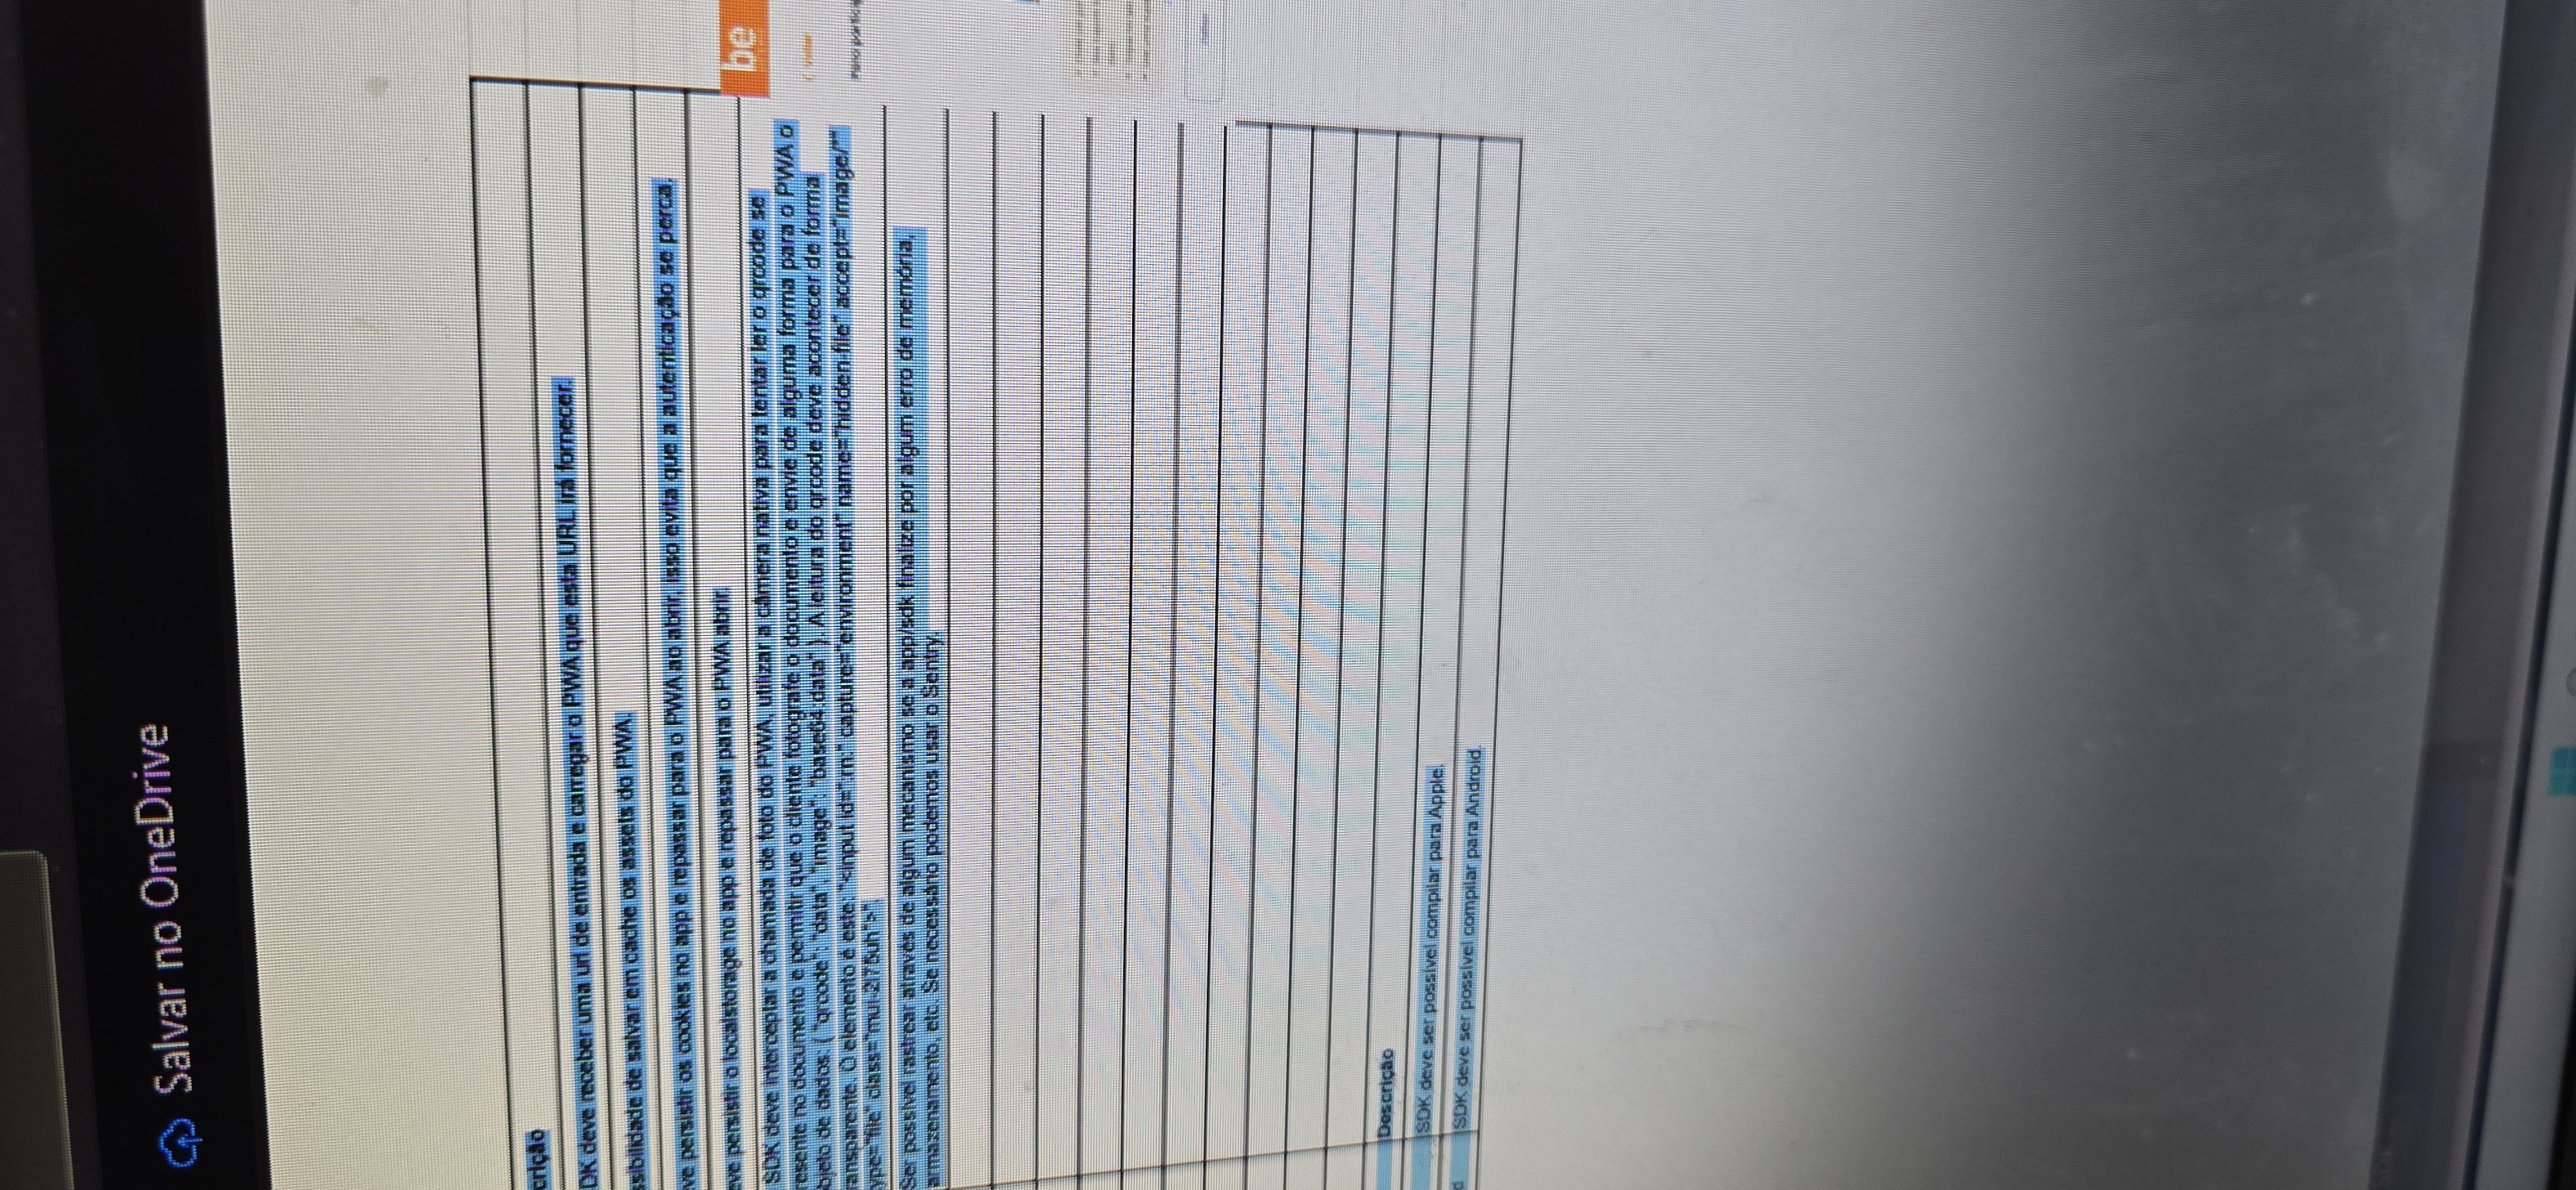 Salvar no OneDrive
crição
DK deve receber uma url de entrada e carregar o PWA que esta URL irá fornecer.
ssibilidade de salvar em cache os assets do PWA.
ve persistir os cookies no app e repassar para o PWA ao abrir, isso evita que a autenticação se perca.
eve persistir o localstorage no app e repassar para o PWA abrir.
SDK deve interceptar a chamada de foto do PWA, utilizar a câmera nativa para tentar ler o qrcode se
resente no documento e permitir que o cliente fotografe o documento e envie de alguma forma para o PWA o
bjeto de dados: { "qrcode": "data", "image": "base64:data" }. A leitura do qrcode deve acontecer de forma
ransparente. O elemento é este: "<input id=":rn:" capture="environment" name="hidden-file" accept="image/*"
ype="file" class="mui-2l75uh">".
Ser possível rastrear através de algum mecanismo se a app/sdk finalize por algum erro de memória,
armazenamento, etc. Se necessário podemos usar o Sentry.
be
Voltar
Descrição
SDK deve ser possível compilar para Apple.
d SDK deve ser possível compilar para Android.